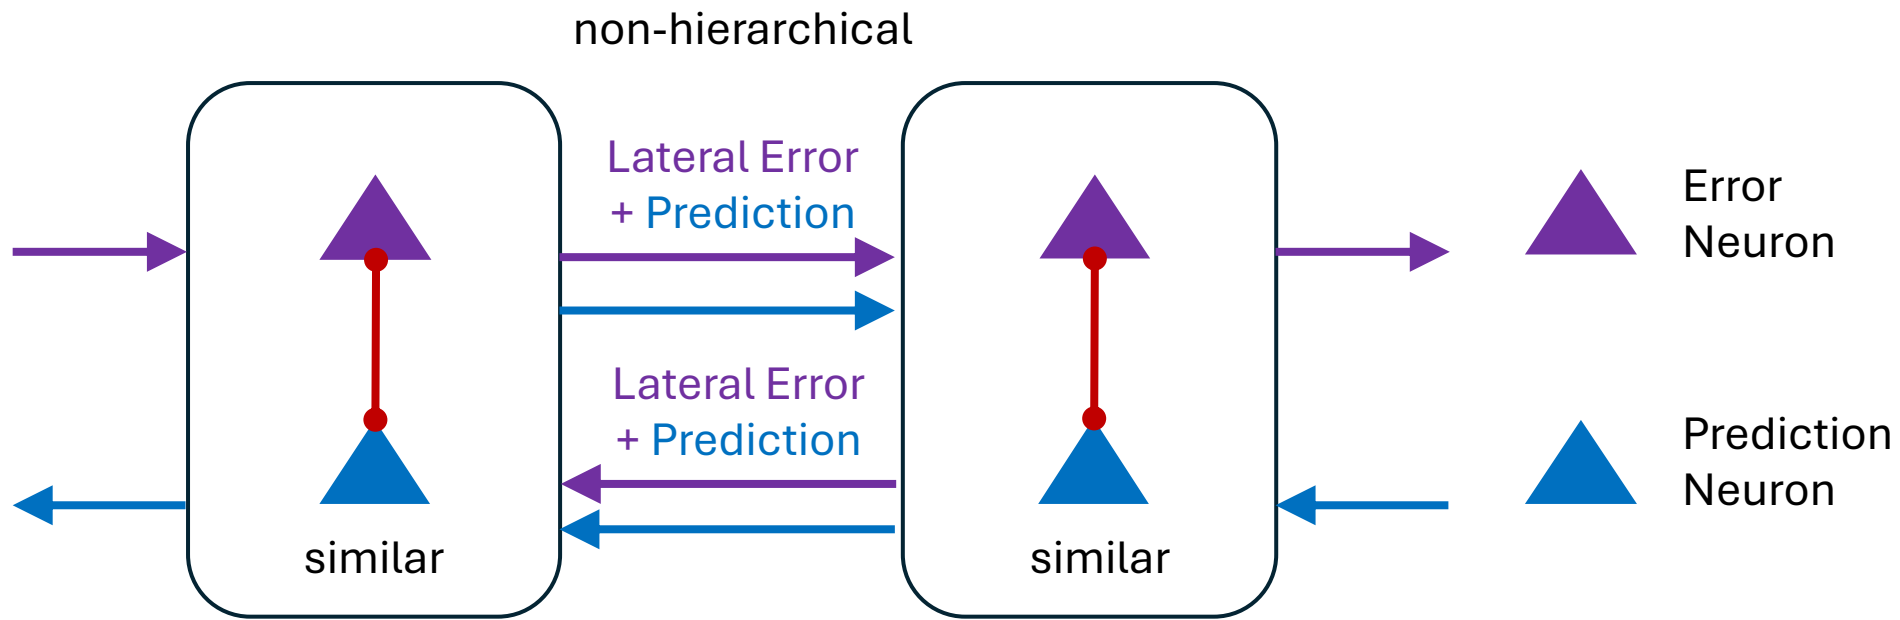 non-hierarchical
Lateral Error
+ Prediction
Lateral Error
+ Prediction
similar
similar
Error
Neuron
Prediction
Neuron